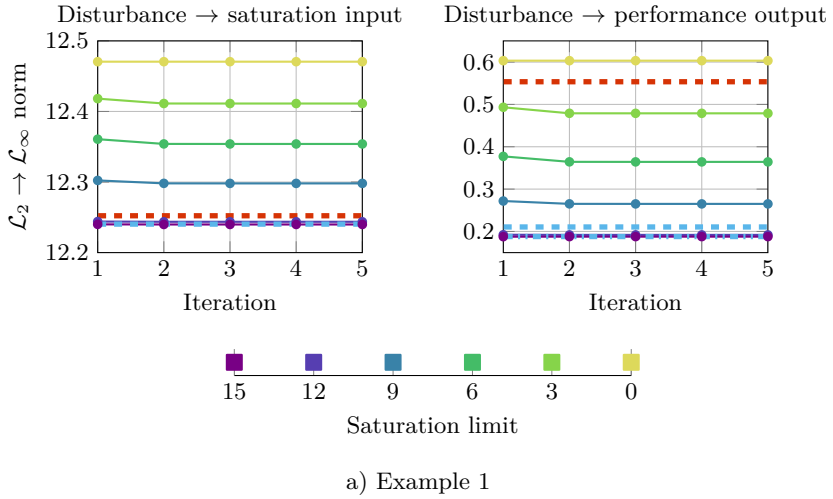 Disturbance → saturation input
Disturbance → performance output
ℒ₂ → ℒ∞ norm
12.5
12.4
12.3
12.2
1 2 3 4 5
Iteration
0.6
0.5
0.4
0.3
0.2
1 2 3 4 5
Iteration
15 12 9 6 3 0
Saturation limit
a) Example 1